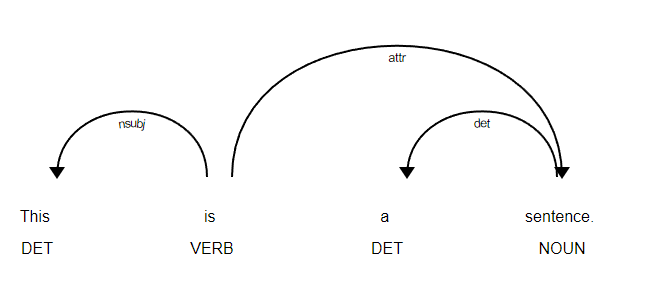 attr
nsubj det
This is a sentence.
DET VERB DET NOUN